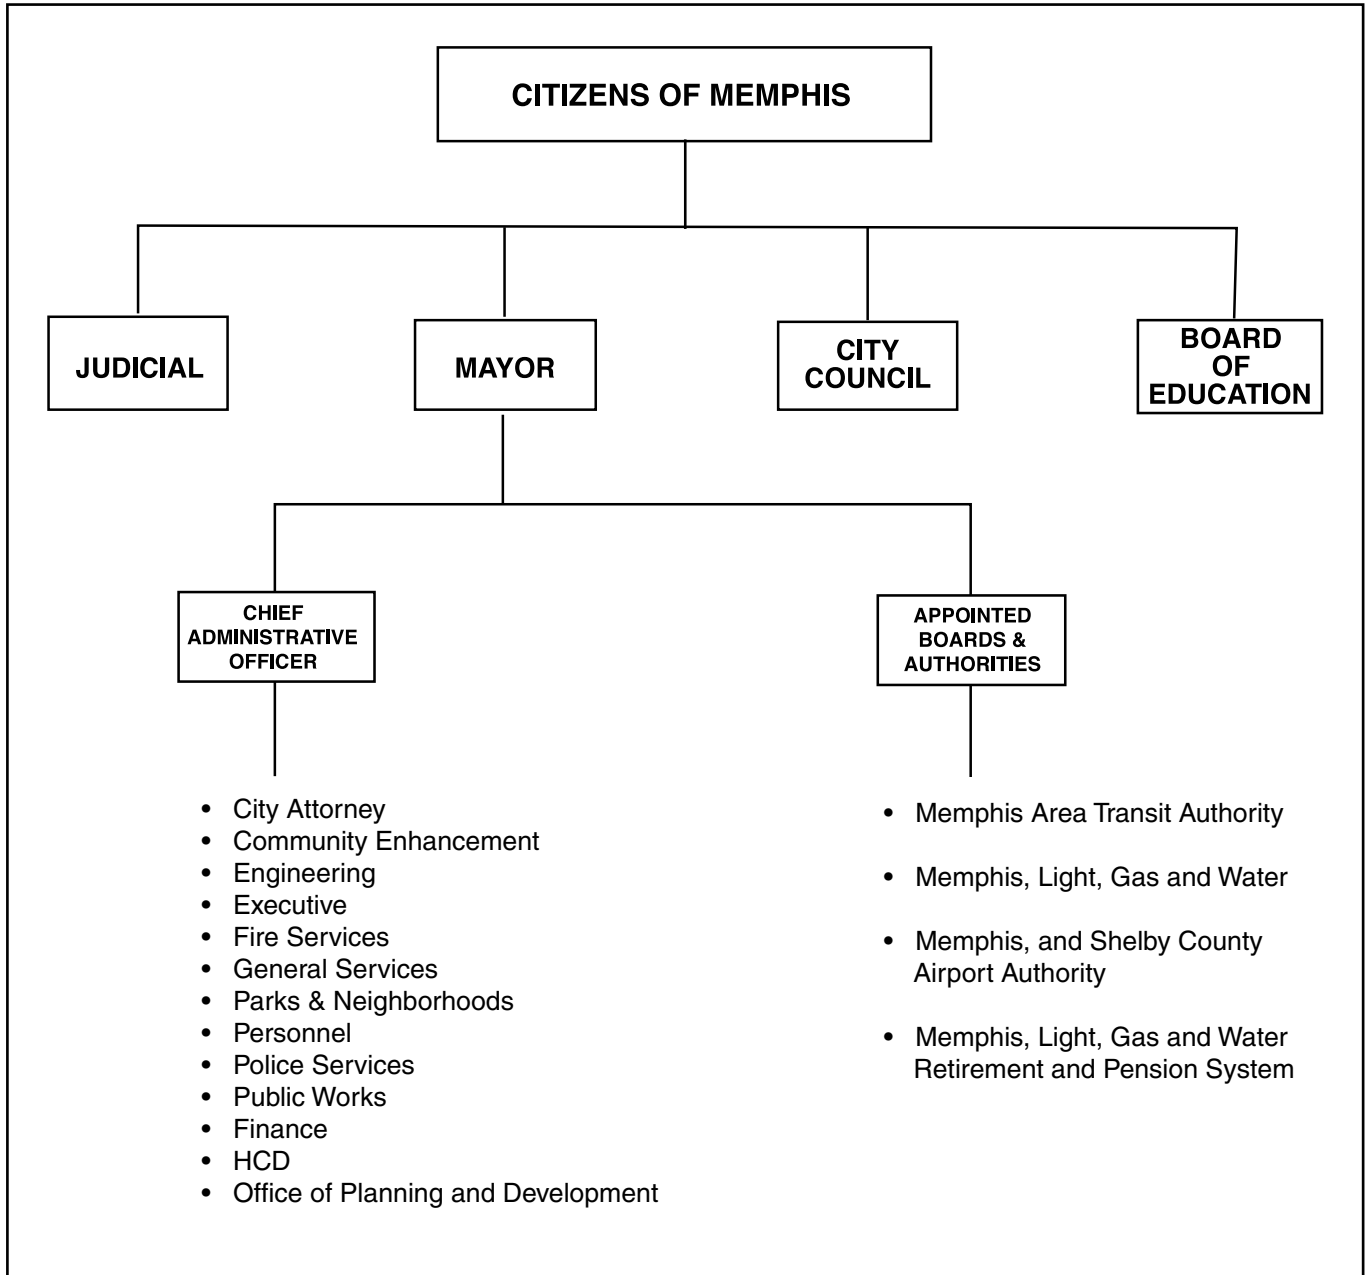 CITIZENS OF MEMPHIS
JUDICIAL
MAYOR
CITY
COUNCIL
BOARD
OF
EDUCATION
CHIEF
ADMINISTRATIVE
OFFICER
APPOINTED
BOARDS &
AUTHORITIES
• City Attorney
• Community Enhancement
• Engineering
• Executive
• Fire Services
• General Services
• Parks & Neighborhoods
• Personnel
• Police Services
• Public Works
• Finance
• HCD
• Office of Planning and Development
• Memphis Area Transit Authority
• Memphis, Light, Gas and Water
• Memphis, and Shelby County
Airport Authority
• Memphis, Light, Gas and Water
Retirement and Pension System